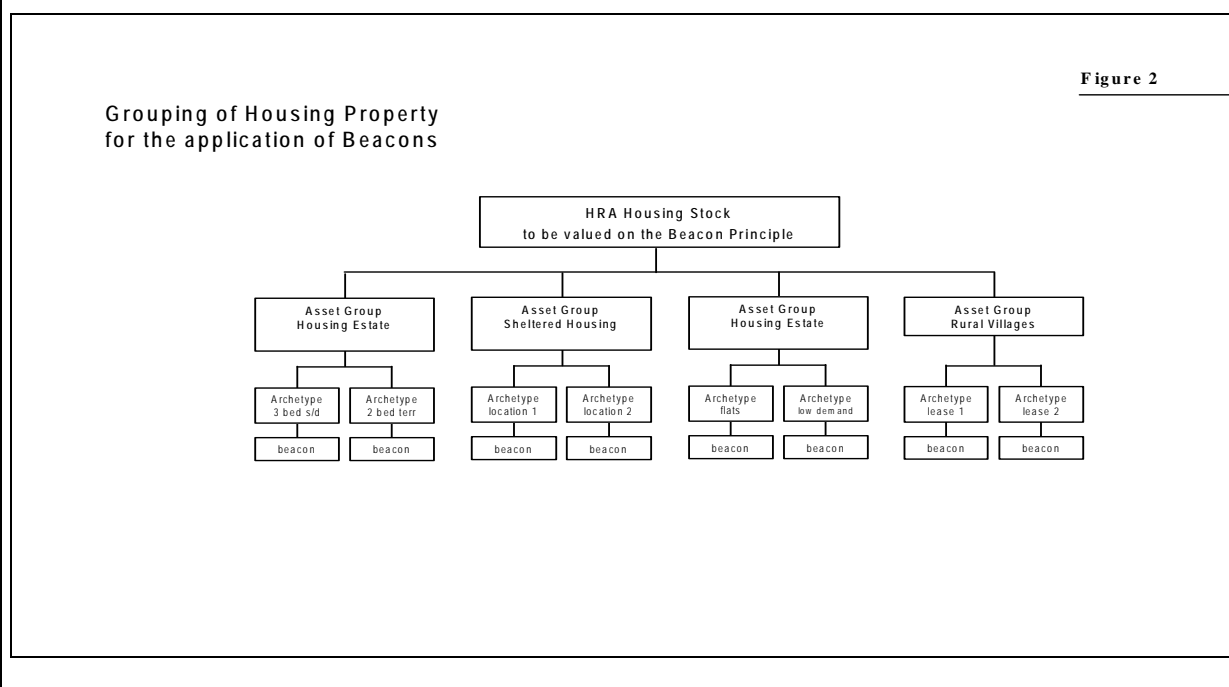 Figure 2
Grouping of Housing Property
for the application of Beacons
HRA Housing Stock
to be valued on the Beacon Principle
Asset Group
Housing Estate
Asset Group
Sheltered Housing
Asset Group
Housing Estate
Asset Group
Rural Villages
Archetype
3 bed s/d
Archetype
2 bed terr
Archetype
location 1
Archetype
location 2
Archetype
flats
Archetype
low demand
Archetype
lease 1
Archetype
lease 2
beacon
beacon
beacon
beacon
beacon
beacon
beacon
beacon